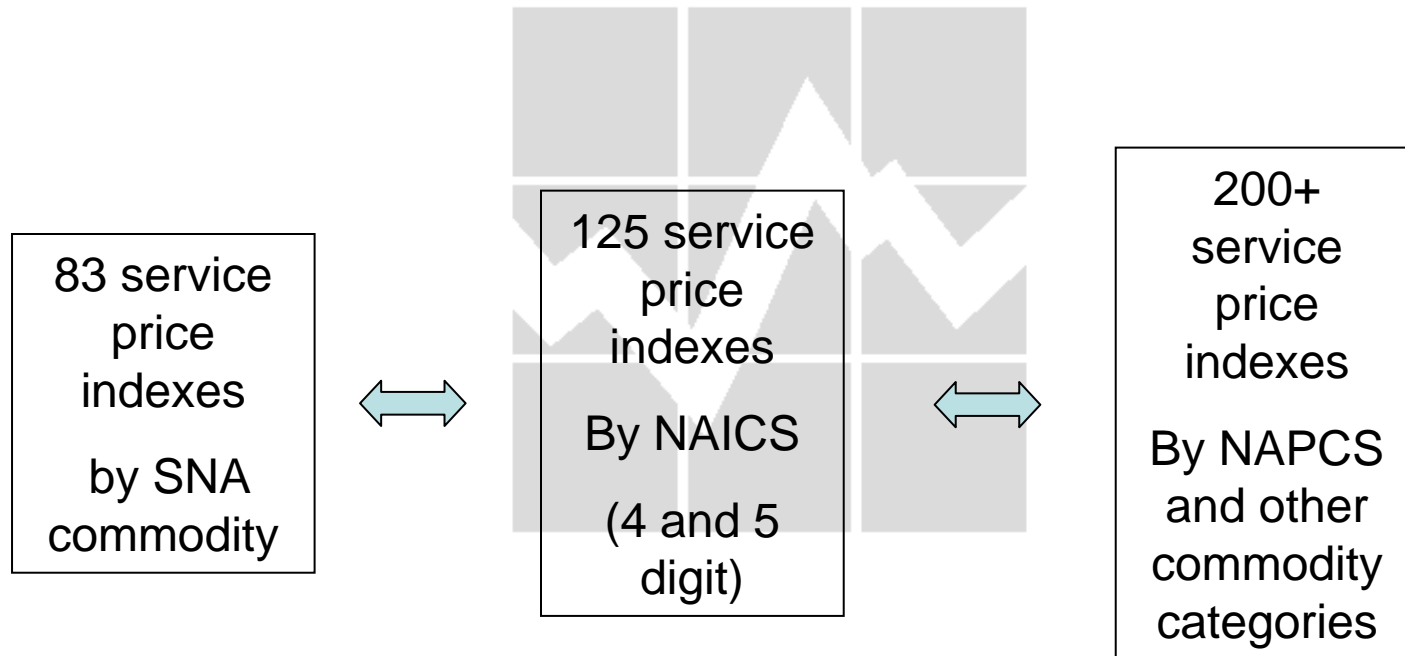 83 service
price
indexes
by SNA
commodity
125 service
price
indexes
By NAICS
(4 and 5
digit)
200+
service
price
indexes
By NAPCS
and other
commodity
categories